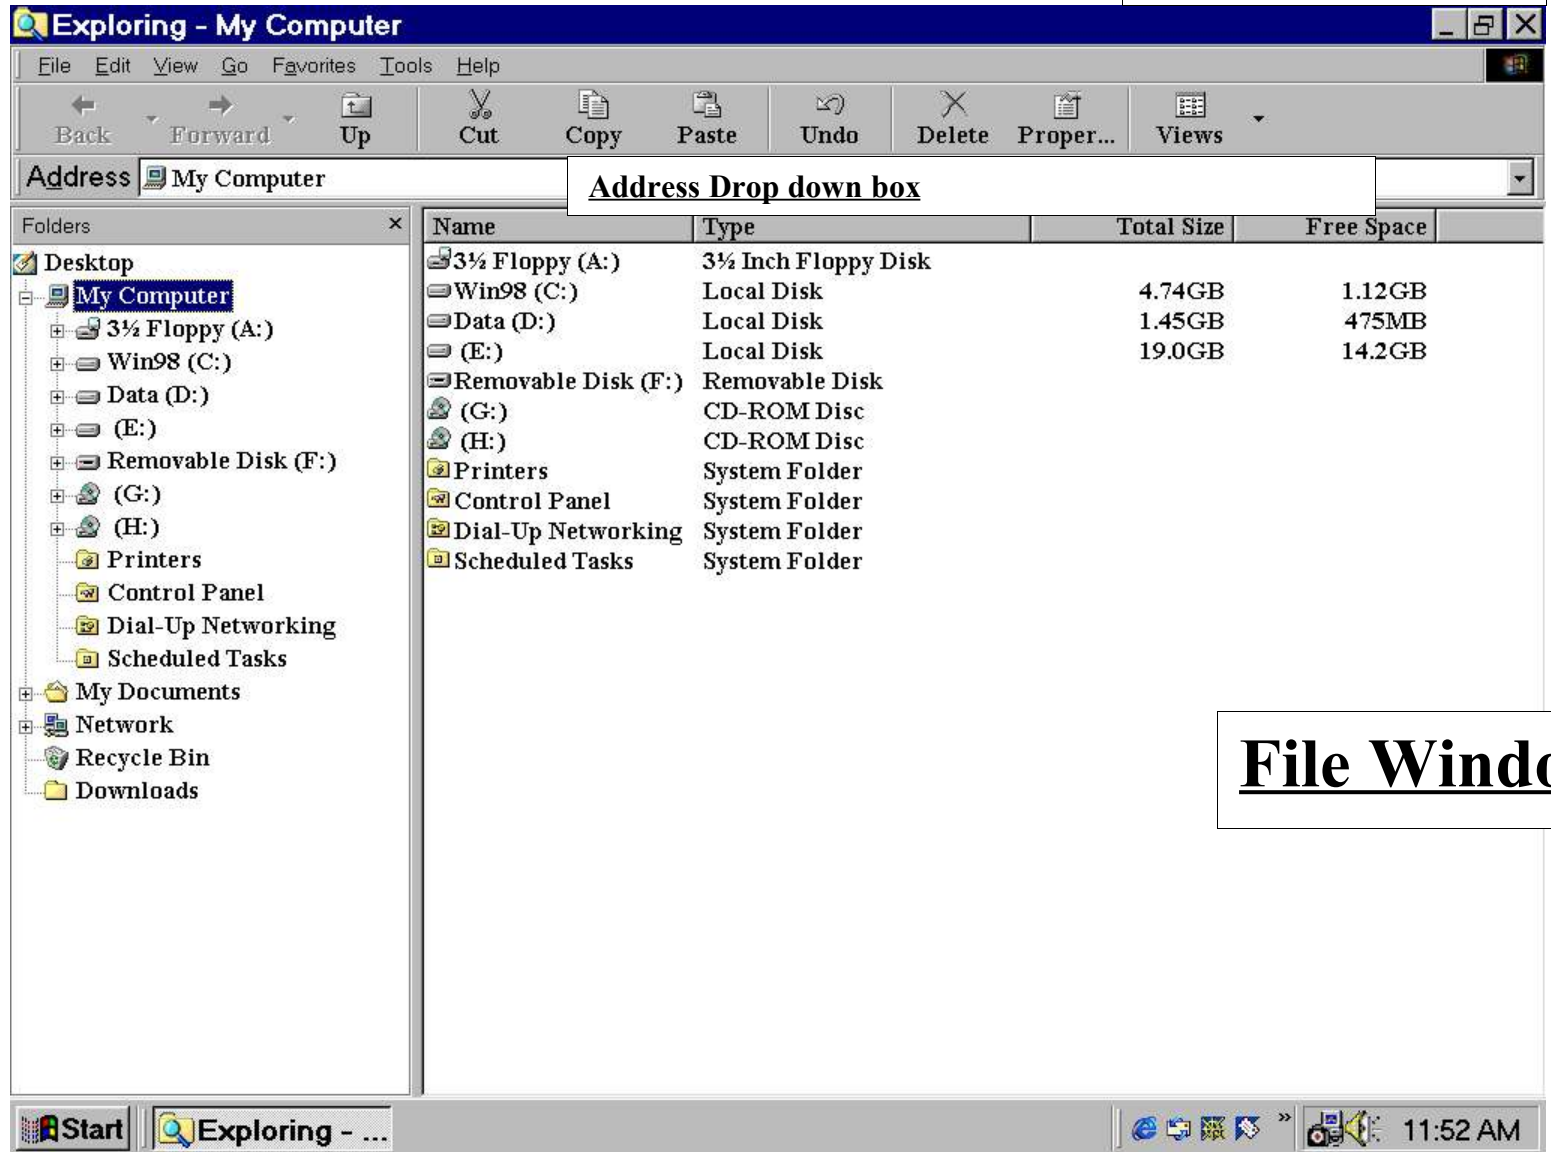 Exploring - My Computer
File Edit View Go Favorites Tools Help
Back Forward Up Cut Copy Paste Undo Delete Proper... Views
Address My Computer
Address Drop down box
Folders
Desktop
My Computer
3½ Floppy (A:)
Win98 (C:)
Data (D:)
(E:)
Removable Disk (F:)
(G:)
(H:)
Printers
Control Panel
Dial-Up Networking
Scheduled Tasks
My Documents
Network
Recycle Bin
Downloads
Name Type Total Size Free Space
3½ Floppy (A:) 3½ Inch Floppy Disk
Win98 (C:) Local Disk 4.74GB 1.12GB
Data (D:) Local Disk 1.45GB 475MB
(E:) Local Disk 19.0GB 14.2GB
Removable Disk (F:) Removable Disk
(G:) CD-ROM Disc
(H:) CD-ROM Disc
Printers System Folder
Control Panel System Folder
Dial-Up Networking System Folder
Scheduled Tasks System Folder
File Windo
Start Exploring - ... 11:52 AM